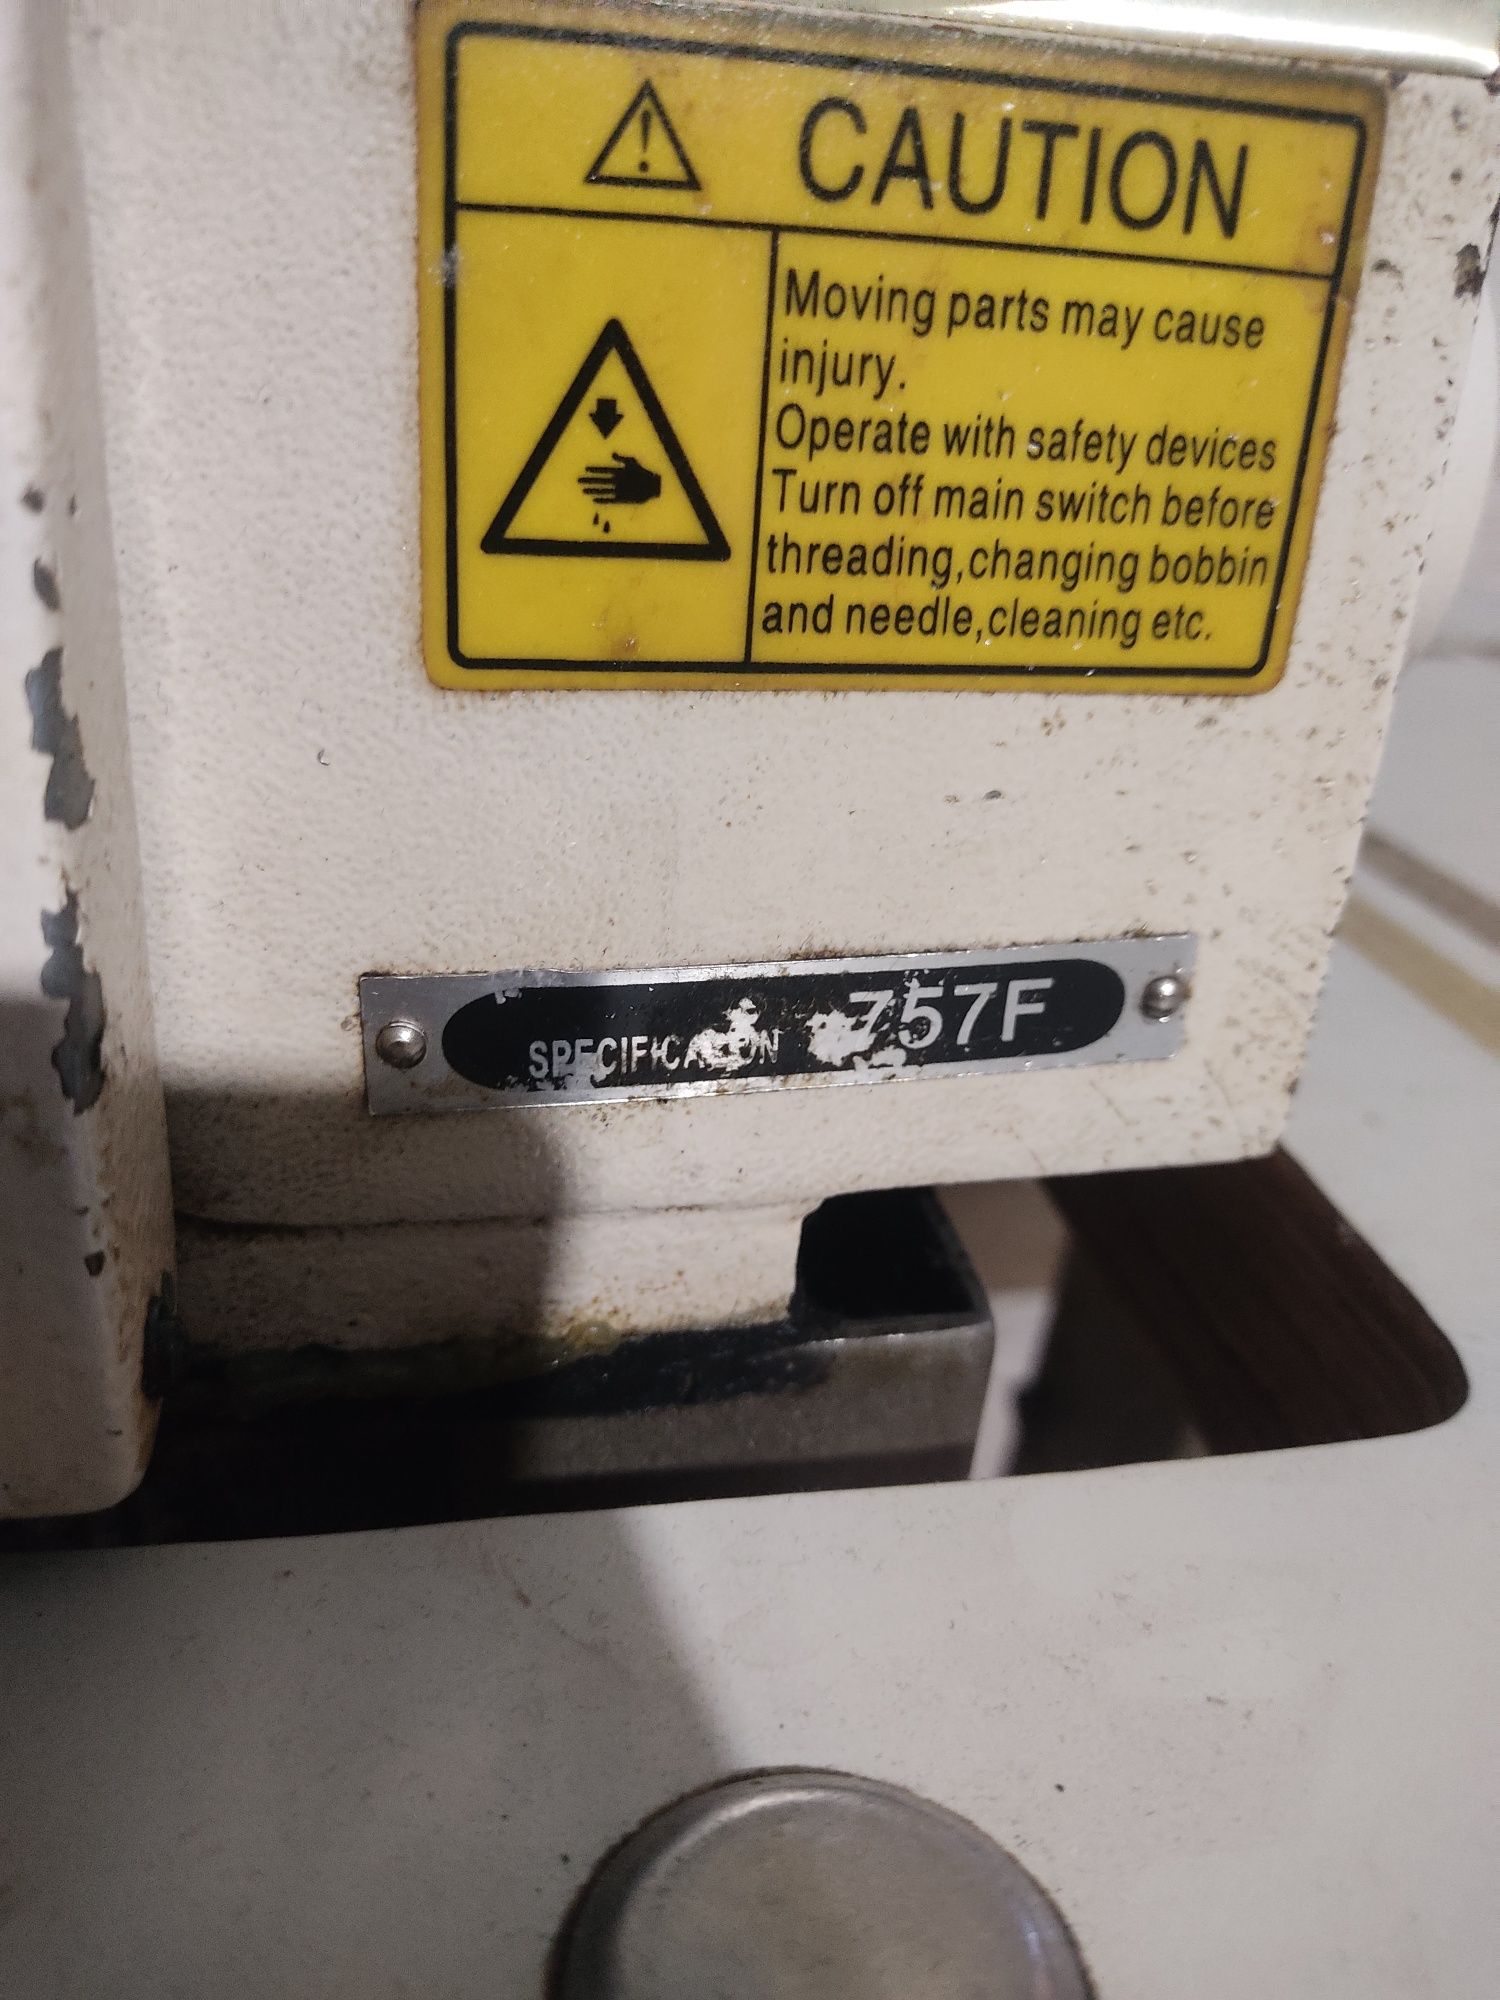 CAUTION
Moving parts may cause
injury.
Operate with safety devices
Turn off main switch before
threading,changing bobbin
and needle,cleaning etc.
SPECIFICATION 757F